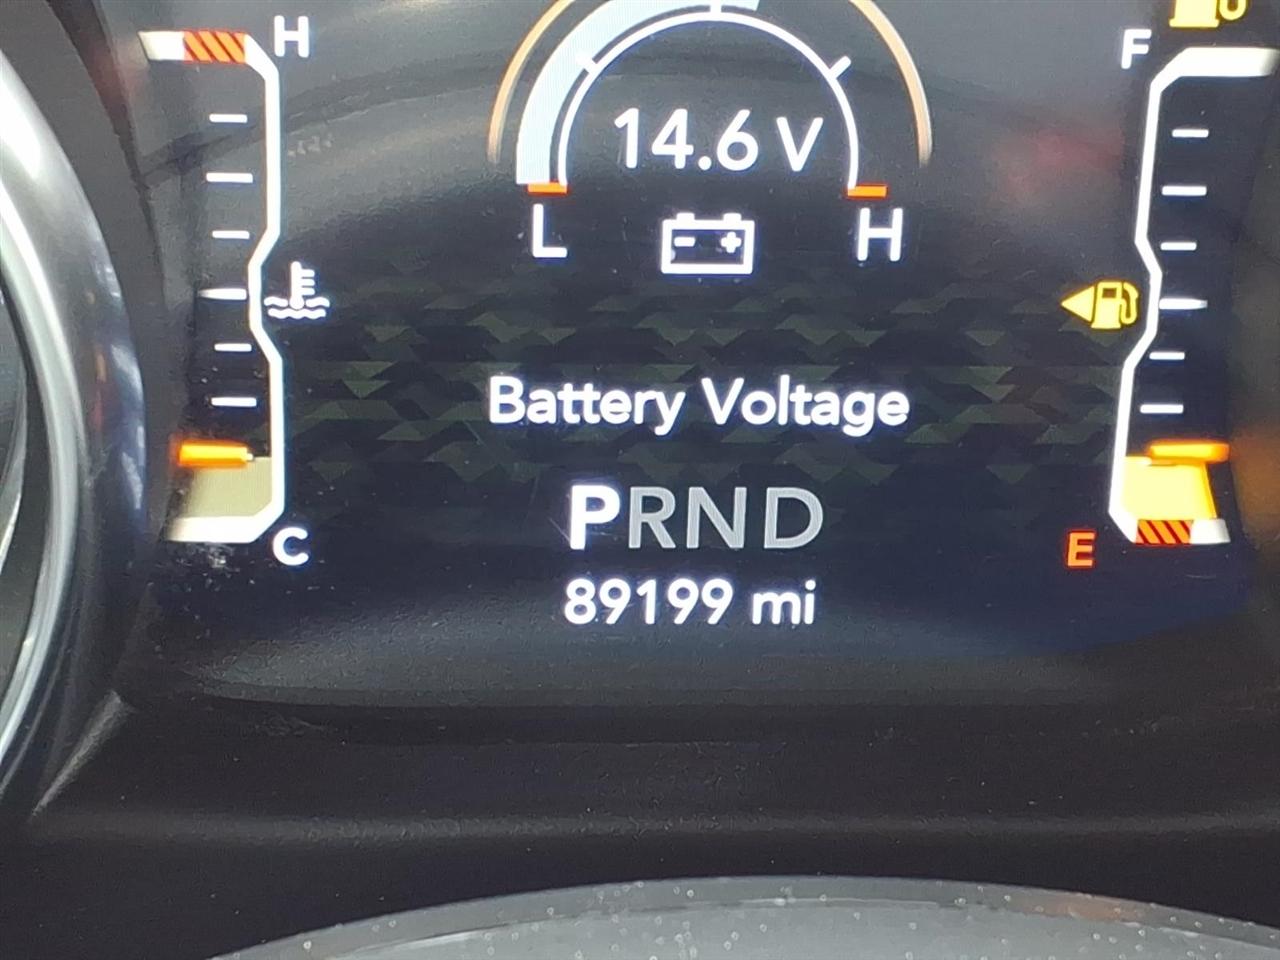 H
F
14.6 V
L
H
Battery Voltage
PRND
C
E
89199 mi